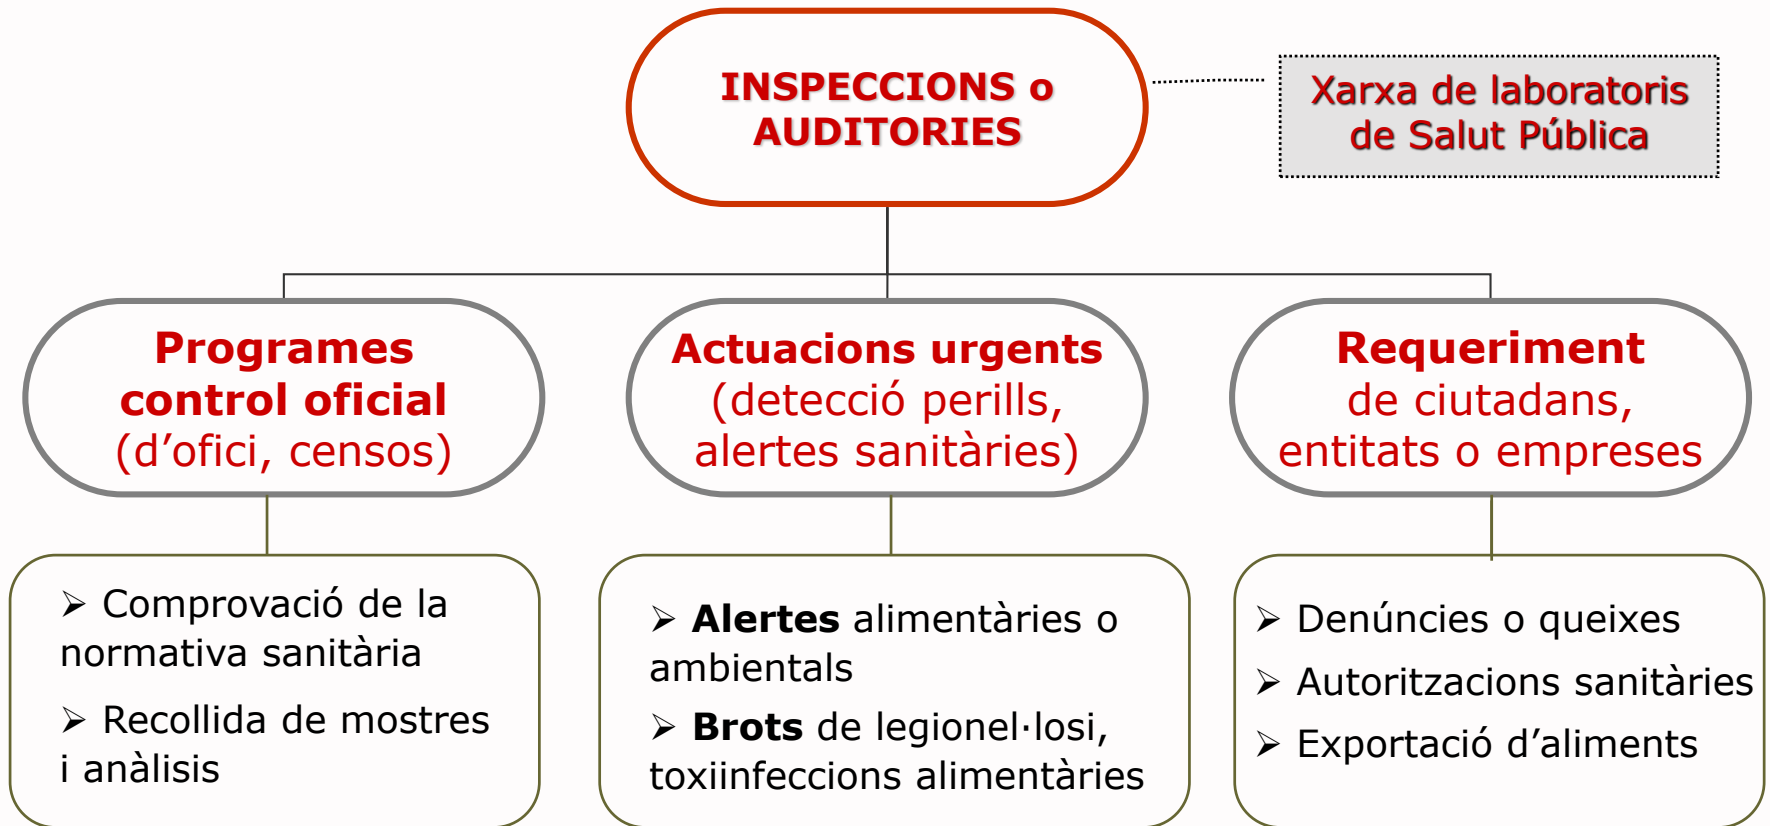 INSPECCIONS o
AUDITORIES
Xarxa de laboratoris
de Salut Pública
Programes
control oficial
(d’ofici, censos)
Actuacions urgents
(detecció perills,
alertes sanitàries)
Requeriment
de ciutadans,
entitats o empreses
➢ Comprovació de la
normativa sanitària
➢ Recollida de mostres
i anàlisis
➢ Alertes alimentàries o
ambientals
➢ Brots de legionel·losi,
toxiinfeccions alimentàries
➢ Denúncies o queixes
➢ Autoritzacions sanitàries
➢ Exportació d’aliments